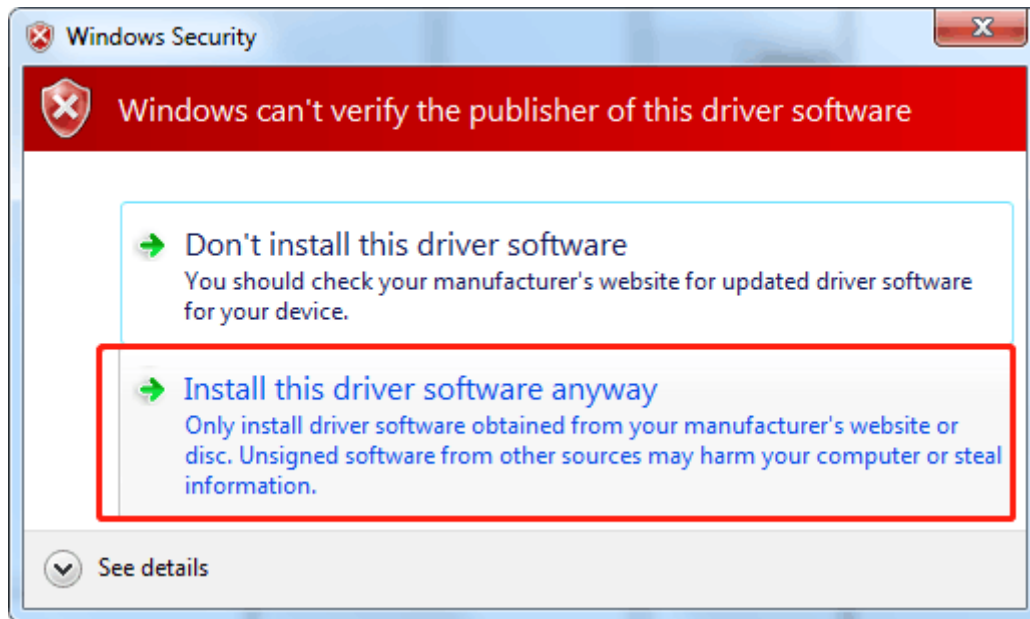 Windows Security
Windows can't verify the publisher of this driver software
Don't install this driver software
You should check your manufacturer's website for updated driver software
for your device.
Install this driver software anyway
Only install driver software obtained from your manufacturer's website or
disc. Unsigned software from other sources may harm your computer or steal
information.
See details